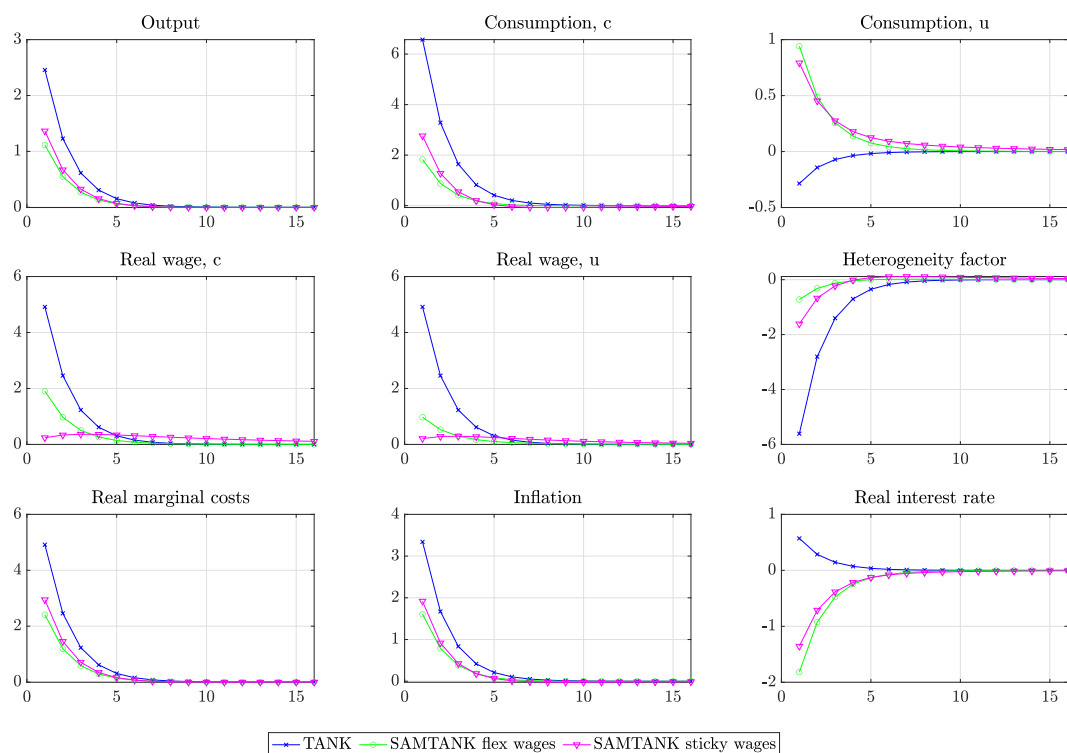 Output
Consumption, c
Consumption, u
3
2
1
0
0 5 10 15
6
4
2
0
0 5 10 15
1
0.5
0
-0.5
0 5 10 15
Real wage, c
Real wage, u
Heterogeneity factor
6
4
2
0
0 5 10 15
6
4
2
0
0 5 10 15
0
-2
-4
-6
0 5 10 15
Real marginal costs
Inflation
Real interest rate
6
4
2
0
0 5 10 15
4
3
2
1
0
0 5 10 15
1
0
-1
-2
0 5 10 15
TANK SAMTANK flex wages SAMTANK sticky wages